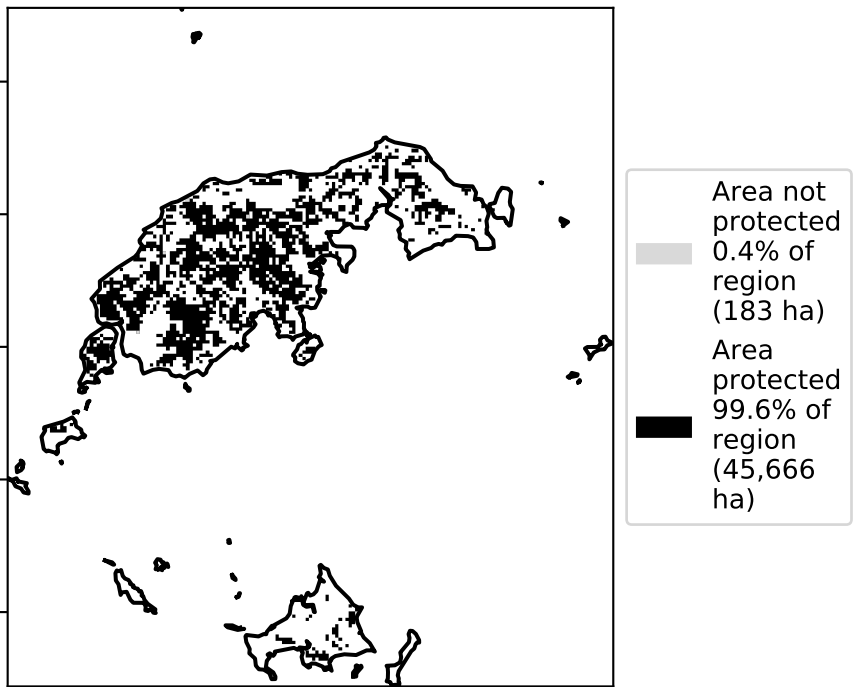 Area not
protected
0.4% of
region
(183 ha)
Area
protected
99.6% of
region
(45,666
ha)